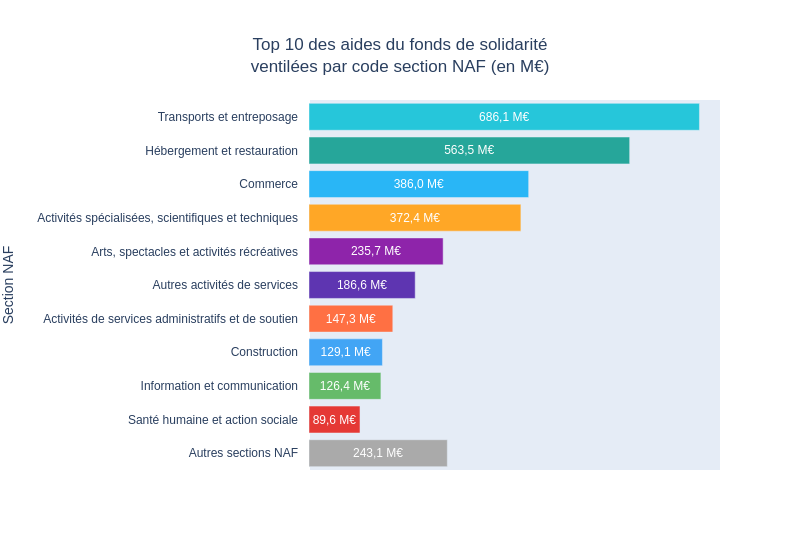 Top 10 des aides du fonds de solidarité
ventilées par code section NAF (en M€)
Section NAF
Transports et entreposage 686,1 M€
Hébergement et restauration 563,5 M€
Commerce 386,0 M€
Activités spécialisées, scientifiques et techniques 372,4 M€
Arts, spectacles et activités récréatives 235,7 M€
Autres activités de services 186,6 M€
Activités de services administratifs et de soutien 147,3 M€
Construction 129,1 M€
Information et communication 126,4 M€
Santé humaine et action sociale 89,6 M€
Autres sections NAF 243,1 M€